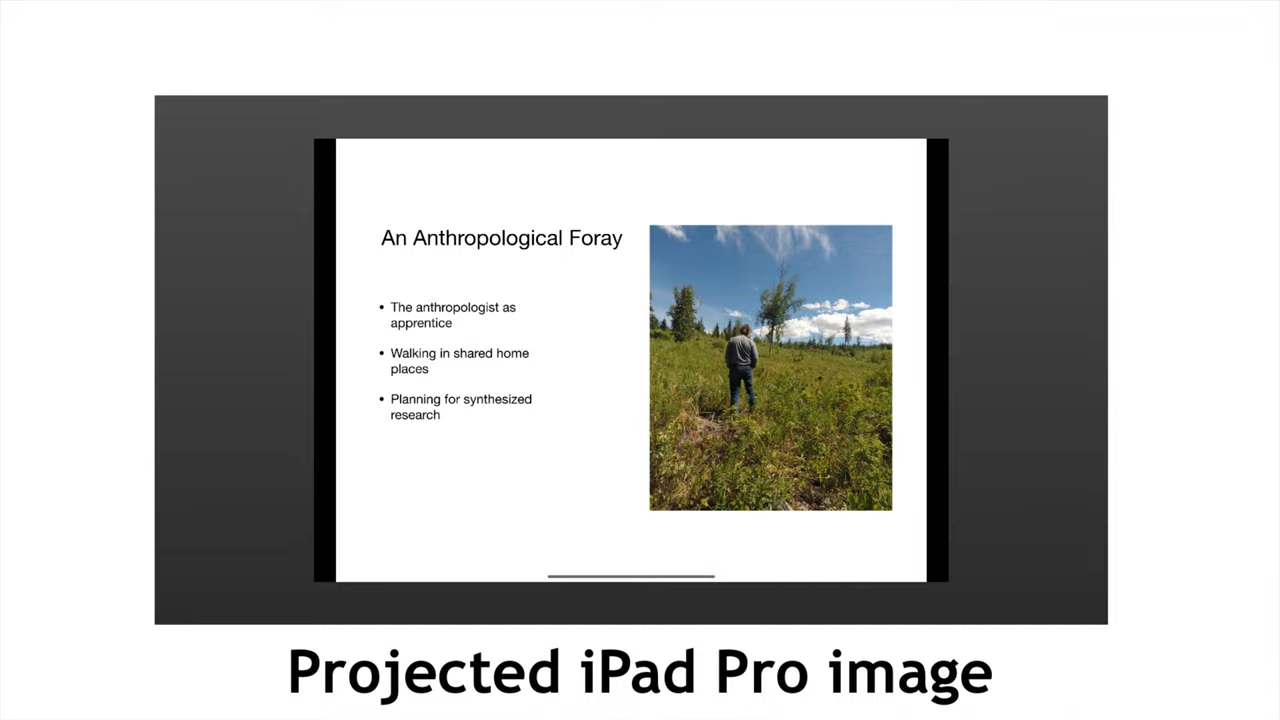 An Anthropological Foray
• The anthropologist as
apprentice
• Walking in shared home
places
• Planning for synthesized
research
Projected iPad Pro image